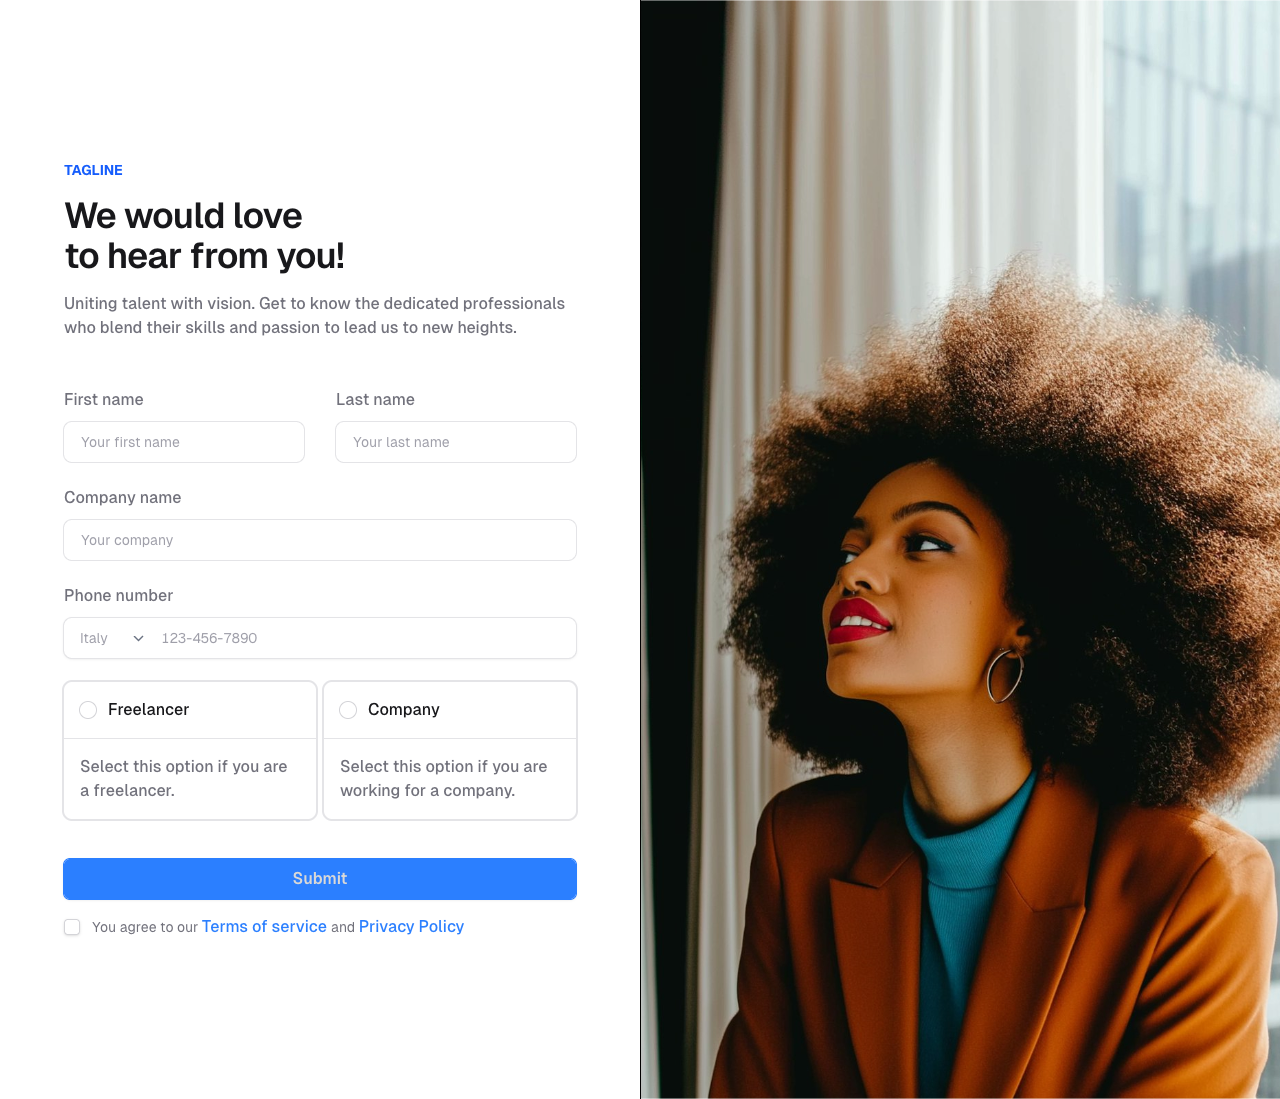 TAGLINE
We would love
to hear from you!
Uniting talent with vision. Get to know the dedicated professionals
who blend their skills and passion to lead us to new heights.
First name
Last name
Your first name
Your last name
Company name
Your company
Phone number
Italy
123-456-7890
Freelancer
Select this option if you are
a freelancer.
Company
Select this option if you are
working for a company.
Submit
You agree to our Terms of service and Privacy Policy